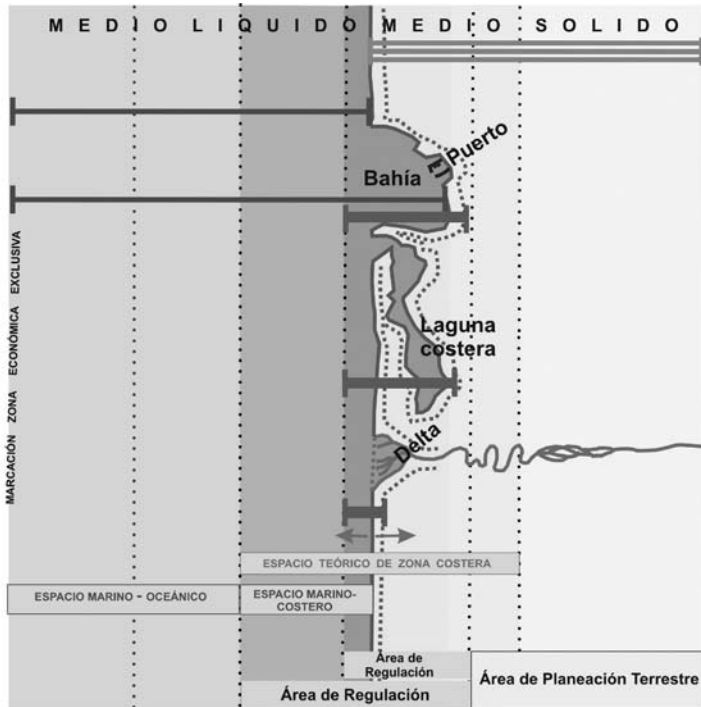 MEDIO LIQUIDO MEDIO SOLIDO
Puerto
Bahía
MARCACIÓN ZONA ECONÓMICA EXCLUSIVA
Laguna
costera
Delta
ESPACIO TEÓRICO DE ZONA COSTERA
ESPACIO MARINO - OCEÁNICO
ESPACIO MARINO-
COSTERO
Área de
Regulación
Área de Planeación Terrestre
Área de Regulación